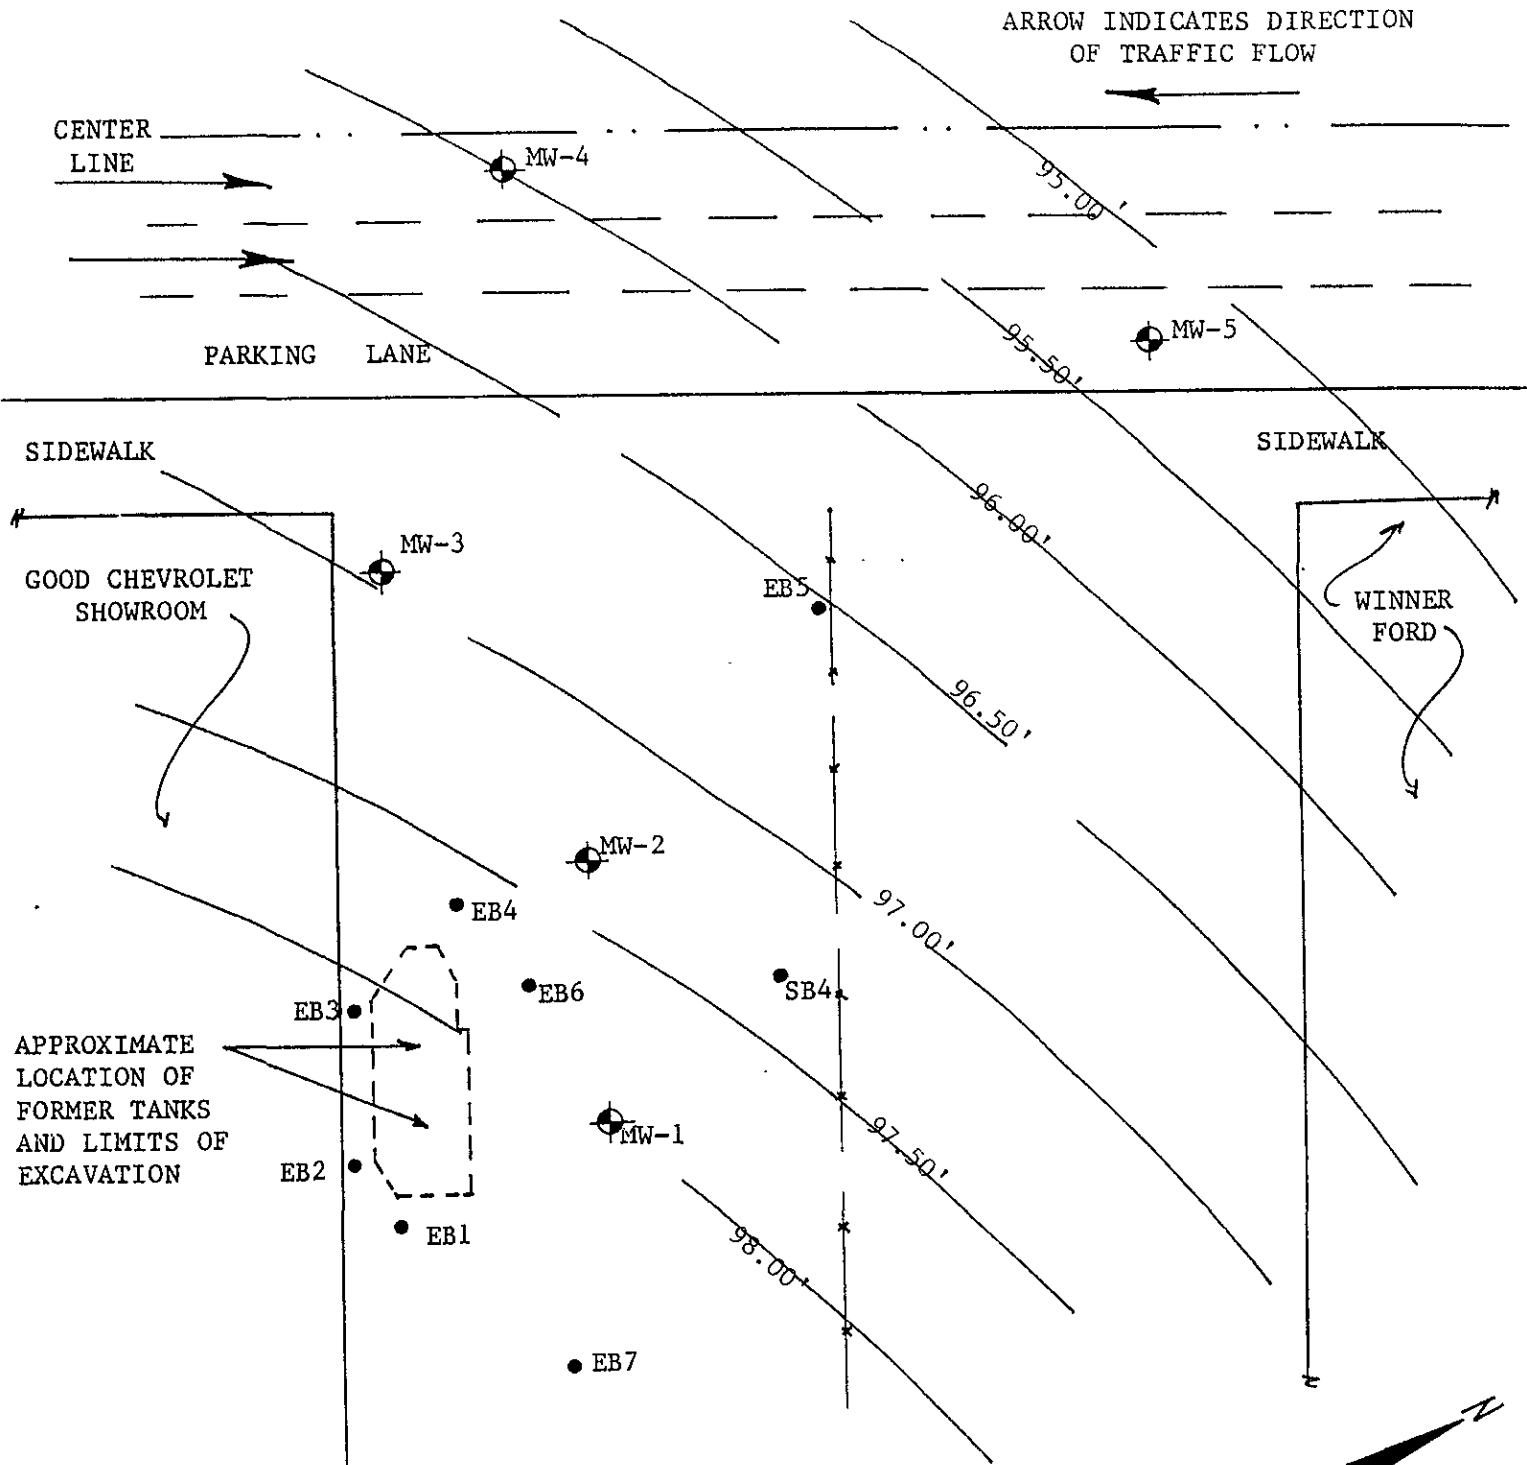 ARROW INDICATES DIRECTION
OF TRAFFIC FLOW
CENTER
LINE
MW-4
95.00'
PARKING LANE
95.50'
MW-5
SIDEWALK
SIDEWALK
96.00'
MW-3
GOOD CHEVROLET
SHOWROOM
EB5
WINNER
FORD
96.50'
MW-2
EB4
97.00'
EB6
SB4
EB3
APPROXIMATE
LOCATION OF
FORMER TANKS
AND LIMITS OF
EXCAVATION
MW-1
97.50'
EB2
EB1
98.00'
EB7
N